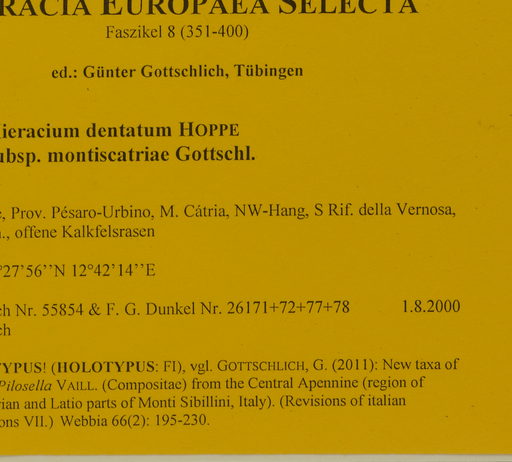 RACIA EUROPAEA SELECTA
Faszikel 8 (351-400)
ed.: Günter Gottschlich, Tübingen
ieracium dentatum HOPPE
ubsp. montiscatriae Gottschl.
e, Prov. Pésaro-Urbino, M. Cátria, NW-Hang, S Rif. della Vernosa,
., offene Kalkfelsrasen
°27'56’’N 12°42'14’’E
ch Nr. 55854 & F. G. Dunkel Nr. 26171+72+77+78 1.8.2000
ch
YPUS! (HOLOTYPUS: FI), vgl. GOTTSCHLICH, G. (2011): New taxa of
Pilosella VAILL. (Compositae) from the Central Apennine (region of
ian and Latio parts of Monti Sibillini, Italy). (Revisions of italian
ons VII.) Webbia 66(2): 195-230.